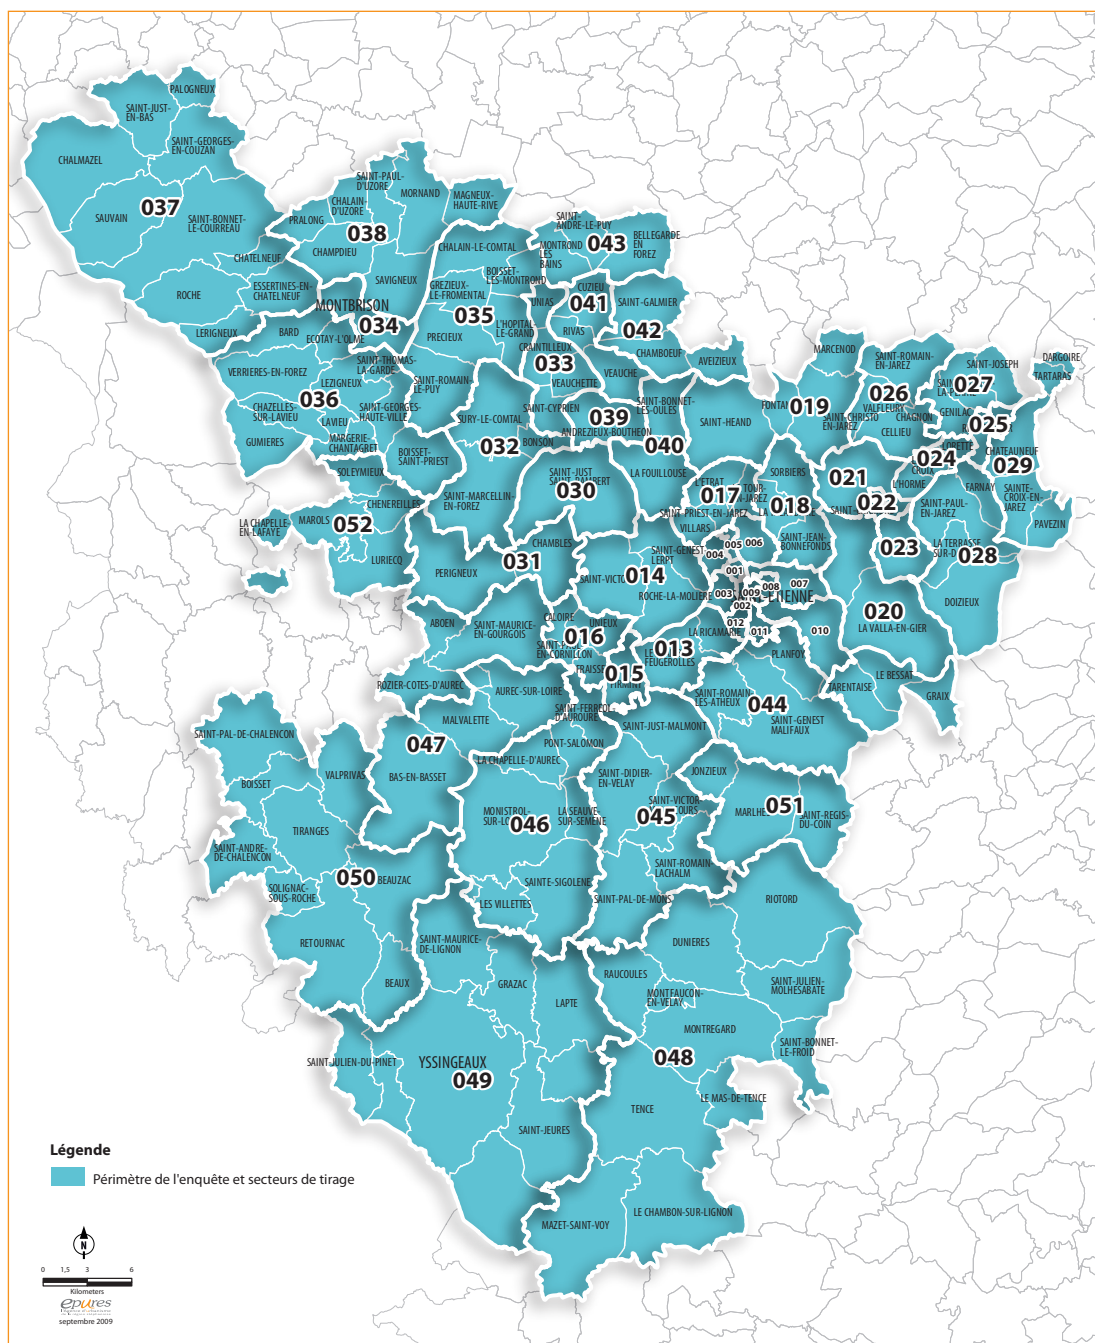 PALOGNEUX
SAINT-JUST-
EN-BAS
SAINT-GEORGES-
EN-COUZAN
CHALMAZEL
037
SAUVAIN
SAINT-BONNET-
LE-COURREAU
CHATELNEUF
ROCHE
ESSERTINES-EN-
CHATELNEUF
LERIGNEUX
SAINT-PAUL-
D'UZORE
MORNAND
CHALAIN-
D'UZORE
PRALONG
038
CHAMPDIEU
SAVIGNEUX
MAGNEUX-
HAUTE-RIVE
MONTBRISON
034
CHALAIN-LE-COMTAL
BOISSET-
LES-MONTROND
GREZIEUX-
LE-FROMENTAL
035
L'HOPITAL-
LE-GRAND
PRECIEUX
SAINT-ROMAIN-
LE-PUY
SAINT-
ANDRE-LE-PUY
043
BELLEGARDE
EN
FOREZ
MONTROND
LES
BAINS
CUZIEU
041
UNIAS
RIVAS
SAINT-GALMIER
042
CHAMBOEUF
AVEIZIEUX
CRAINTILLEUX
033
VEAUCHETTE
VEAUCHE
SAINT-CYPRIEN
039
ANDREZIEUX-BOUTHEON
SAINT-BONNET-
LES-OULES
040
LA FOUILLOUSE
SAINT-HEAND
BARD
ECOTAY-L'OLME
VERRIERES-EN-FOREZ
LEZIGNEUX
SAINT-THOMAS-
LA-GARDE
036
CHAZELLES-
SUR-LAVIEU
LAVIEU
SAINT-GEORGES-
HAUTE-VILLE
GUMIERES
MARGERIE-
CHANTAGRET
BOISSET-
SAINT-PRIEST
SURY-LE-COMTAL
032
BONSON
SAINT-MARCELLIN-
EN-FOREZ
SOLEYMIEUX
CHENEREILLES
LA CHAPELLE-
EN-LAFAYE
MAROLS
052
LURIECQ
SAINT-JUST
030
CHAMBLES
031
PERIGNEUX
ABOEN
SAINT-MAURICE-
EN-GOURGOIS
ROZIER-COTES-D'AUREC
MARCENOD
019
SAINT-ROMAIN-
EN-JAREZ
026
VALFLEURY
SAINT-CHRISTO
EN-JAREZ
CHAGNON
CELLIEU
SAINT-JOSEPH
027
GENILAC
DARGOIRE
TARTARAS
025
CHATEAUNEUF
LORETTE
024
CROIX
029
L'HORME
FARNAY
SAINTE-
CROIX-EN-
JAREZ
PAVEZIN
SAINT-PAUL-
EN-JAREZ
021
022
023
LA TERRASSE
028
DOIZIEUX
020
LA VALLA-EN-GIER
LE BESSAT
TARENTAISE
GRAIX
L'ETRAT
017
SAINT-PRIEST-EN-JAREZ
VILLARS
SORBIERS
018
SAINT-JEAN-
BONNEFONDS
SAINT-GENEST-
LERPT
014
ROCHE-LA-MOLIERE
005
006
004
001
003
009
008
007
002
012
011
010
PLANFOY
CALOIRE
UNIEUX
016
SAINT-PAUL-
EN-CORNILLON
015
FIRMINY
013
FEUGEROLLES
LA RICAMARIE
SAINT-ROMAIN-
LES-ATHEUX
044
SAINT-GENEST
MALIFAUX
AUREC-SUR-LOIRE
MALVALETTE
047
BAS-EN-BASSET
SAINT-FERREOL-
D'AUROURE
PONT-SALOMON
LA CHAPELLE-D'AUREC
046
LA SEAUVE-
SUR-SEMENE
SAINTE-SIGOLENE
LES VILLETTES
SAINT-JUST-MALMONT
SAINT-DIDIER-
EN-VELAY
SAINT-VICTOR
045
SAINT-ROMAIN-
LACHALM
SAINT-PAL-DE-MONS
JONZIEUX
051
SAINT-REGIS-
DU-COIN
SAINT-PAL-DE-CHALENCON
BOISSET
VALPRIVAS
TIRANGES
SAINT-ANDRE-
DE-CHALENCON
050
BEAUZAC
SOLIGNAC-
SOUS-ROCHE
RETOURNAC
BEAUX
SAINT-MAURICE-
DE-LIGNON
GRAZAC
LAPTE
SAINT-JULIEN-DU-PINET
YSSINGEAUX
049
SAINT-JEURES
RIOTORD
DUNIERES
RAUCOULES
SAINT-JULIEN-
MOLHESABATE
MONTFAUCON-
EN-VELAY
MONTREGARD
SAINT-BONNET-
LE-FROID
048
LE MAS-DE-TENCE
TENCE
LE CHAMBON-SUR-LIGNON
MAZET-SAINT-VOY
Légende
Périmètre de l'enquête et secteurs de tirage
N
0 1,5 3 6
Kilometers
epures
septembre 2009